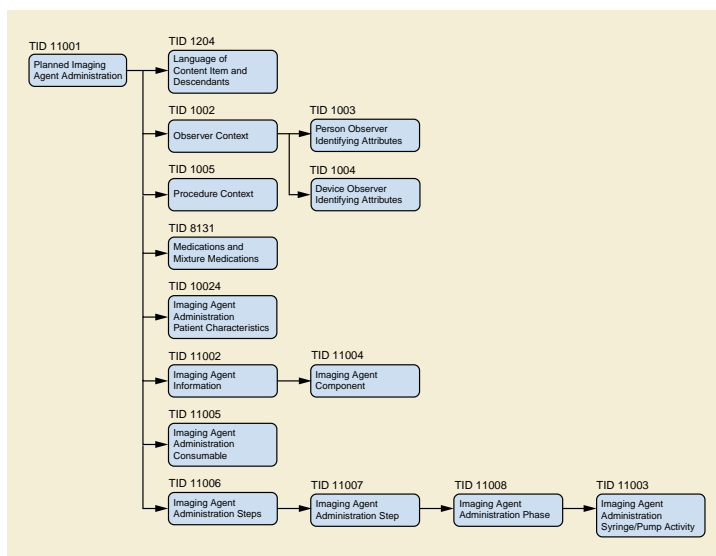 TID 11001
Planned Imaging
Agent Administration
TID 1204
Language of
Content Item and
Descendants
TID 1002
Observer Context
TID 1003
Person Observer
Identifying Attributes
TID 1004
Device Observer
Identifying Attributes
TID 1005
Procedure Context
TID 8131
Medications and
Mixture Medications
TID 10024
Imaging Agent
Administration
Patient Characteristics
TID 11002
Imaging Agent
Information
TID 11004
Imaging Agent
Component
TID 11005
Imaging Agent
Administration
Consumable
TID 11006
Imaging Agent
Administration Steps
TID 11007
Imaging Agent
Administration Step
TID 11008
Imaging Agent
Administration Phase
TID 11003
Imaging Agent
Administration
Syringe/Pump Activity